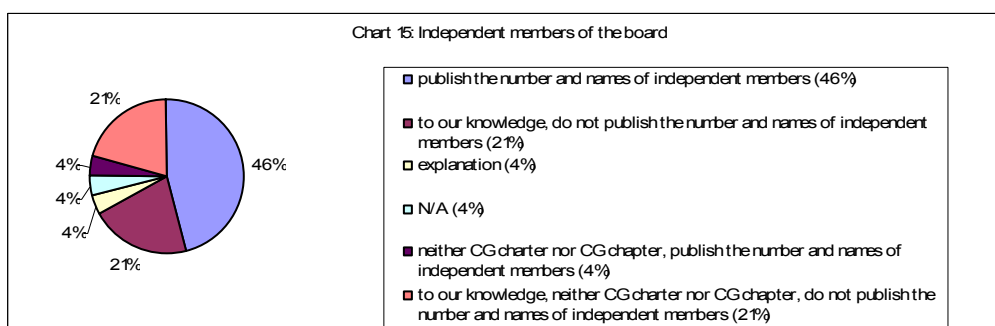 Chart 15: Independent members of the board
21%
4%
4%
4%
21%
46%
publish the number and names of independent members (46%)
to our knowledge, do not publish the number and names of independent
members (21%)
explanation (4%)
N/A (4%)
neither CG charter nor CG chapter, publish the number and names of
independent members (4%)
to our knowledge, neither CG charter nor CG chapter, do not publish the
number and names of independent members (21%)